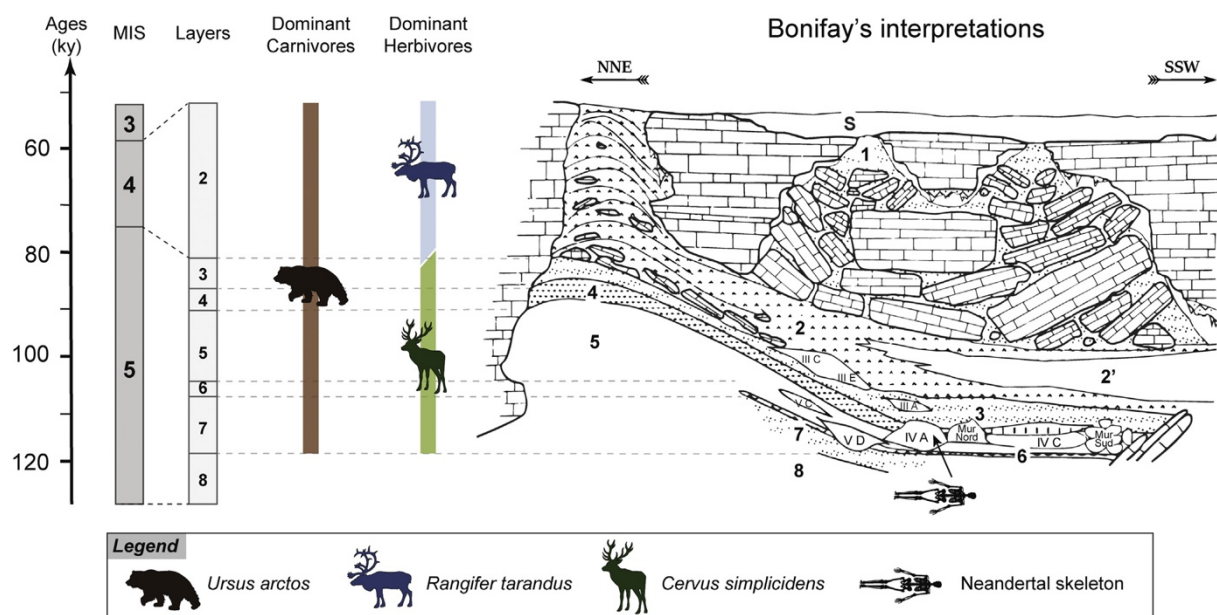 Ages
(ky)
MIS
Layers
Dominant
Carnivores
Dominant
Herbivores
Bonifay's interpretations
NNE
SSW
60
80
100
120
3
4
5
2
3
4
5
6
7
8
S
1
2
2'
3
4
5
6
7
8
III C
III E
III A
V C
V D
IV A
Mur
Nord
IV C
Mur
Sud
Legend
Ursus arctos
Rangifer tarandus
Cervus simplicidens
Neandertal skeleton